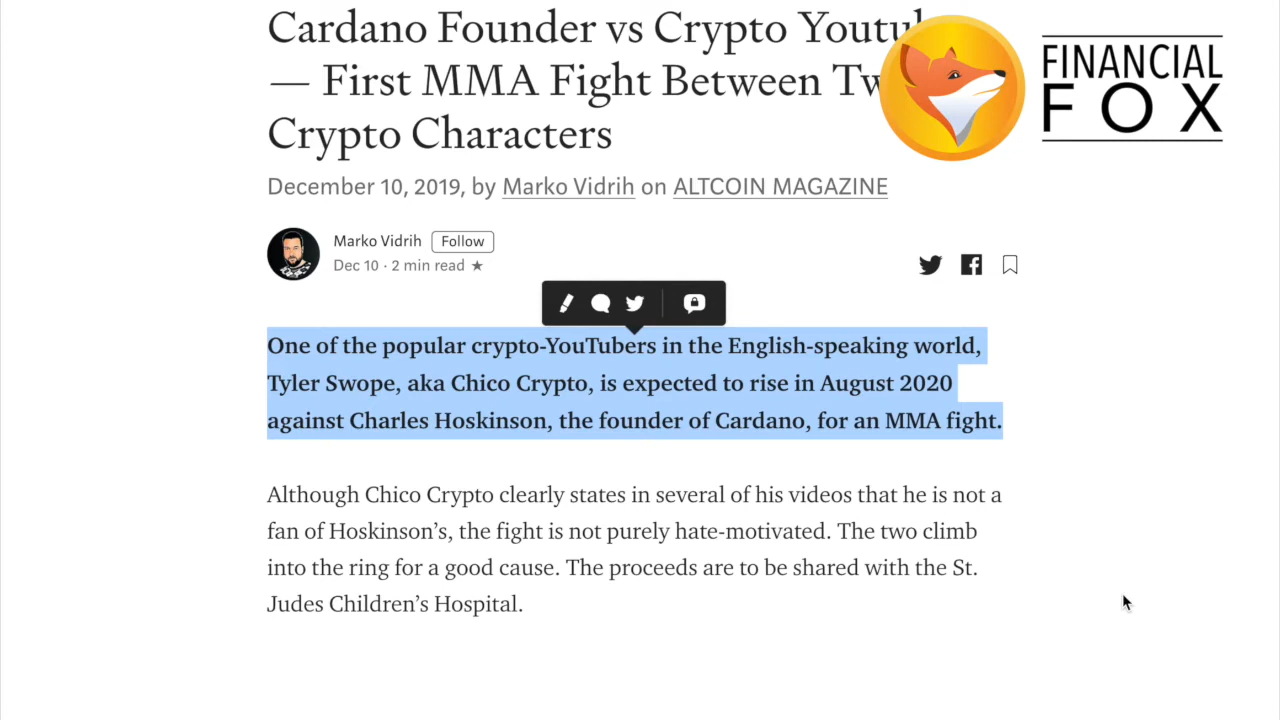 Cardano Founder vs Crypto
— First MMA Fight Between
Crypto Characters
FINANCIAL
FOX
December 10, 2019, by Marko Vidrih on ALTCOIN MAGAZINE
Marko Vidrih Follow
Dec 10 · 2 min read ★
One of the popular crypto-YouTubers in the English-speaking world,
Tyler Swope, aka Chico Crypto, is expected to rise in August 2020
against Charles Hoskinson, the founder of Cardano, for an MMA fight.
Although Chico Crypto clearly states in several of his videos that he is not a
fan of Hoskinson’s, the fight is not purely hate-motivated. The two climb
into the ring for a good cause. The proceeds are to be shared with the St.
Judes Children’s Hospital.